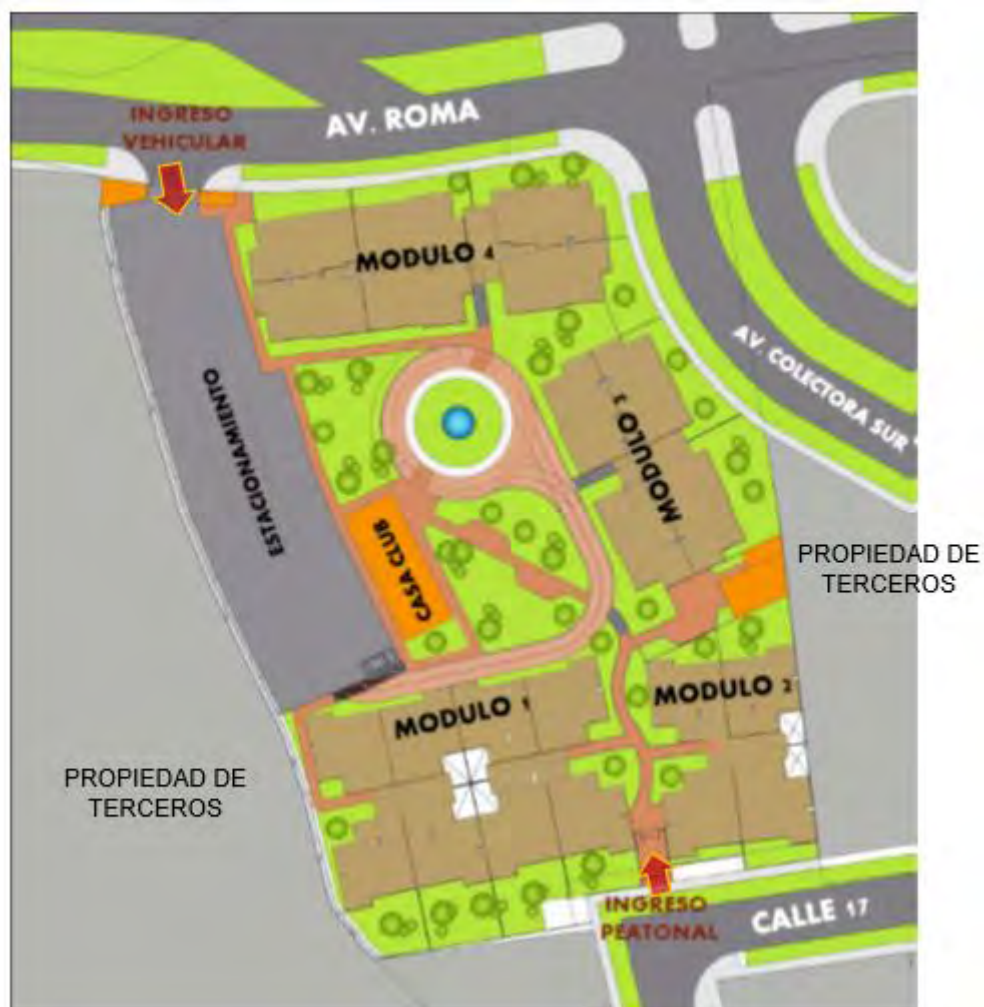 INGRESO
VEHICULAR
AV. ROMA
MODULO 4
AV. COLECTORA SUR
MODULO 3
ESTACIONAMIENTO
CASA CLUB
PROPIEDAD DE
TERCEROS
MODULO 1
MODULO 2
PROPIEDAD DE
TERCEROS
INGRESO
PEATONAL
CALLE 17